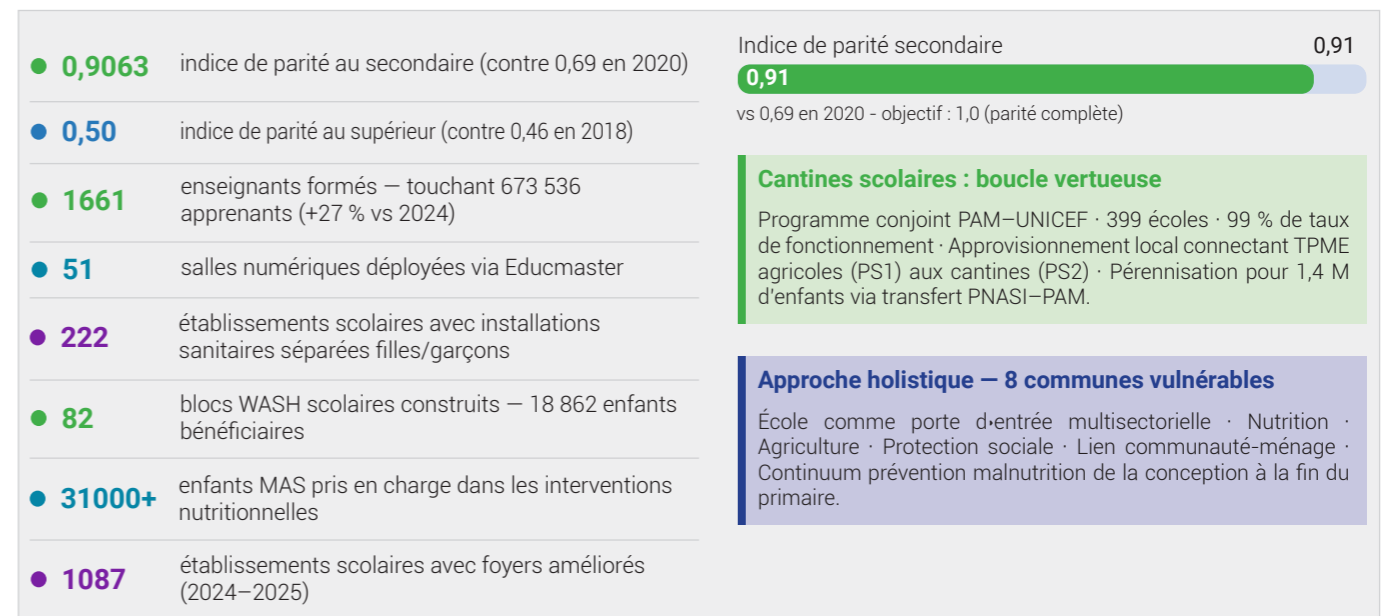 0,9063 indice de parité au secondaire (contre 0,69 en 2020)
0,50 indice de parité au supérieur (contre 0,46 en 2018)
1661 enseignants formés — touchant 673 536
apprenants (+27 % vs 2024)
51 salles numériques déployées via Educmaster
222 établissements scolaires avec installations
sanitaires séparées filles/garçons
82 blocs WASH scolaires construits — 18 862 enfants
bénéficiaires
31000+ enfants MAS pris en charge dans les interventions
nutritionnelles
1087 établissements scolaires avec foyers améliorés
(2024–2025)
Indice de parité secondaire 0,91
0,91
vs 0,69 en 2020 - objectif : 1,0 (parité complète)
Cantines scolaires : boucle vertueuse
Programme conjoint PAM–UNICEF · 399 écoles · 99 % de taux
de fonctionnement · Approvisionnement local connectant TPME
agricoles (PS1) aux cantines (PS2) · Pérennisation pour 1,4 M
d'enfants via transfert PNASI–PAM.
Approche holistique — 8 communes vulnérables
École comme porte d·entrée multisectorielle · Nutrition ·
Agriculture · Protection sociale · Lien communauté-ménage ·
Continuum prévention malnutrition de la conception à la fin du
primaire.